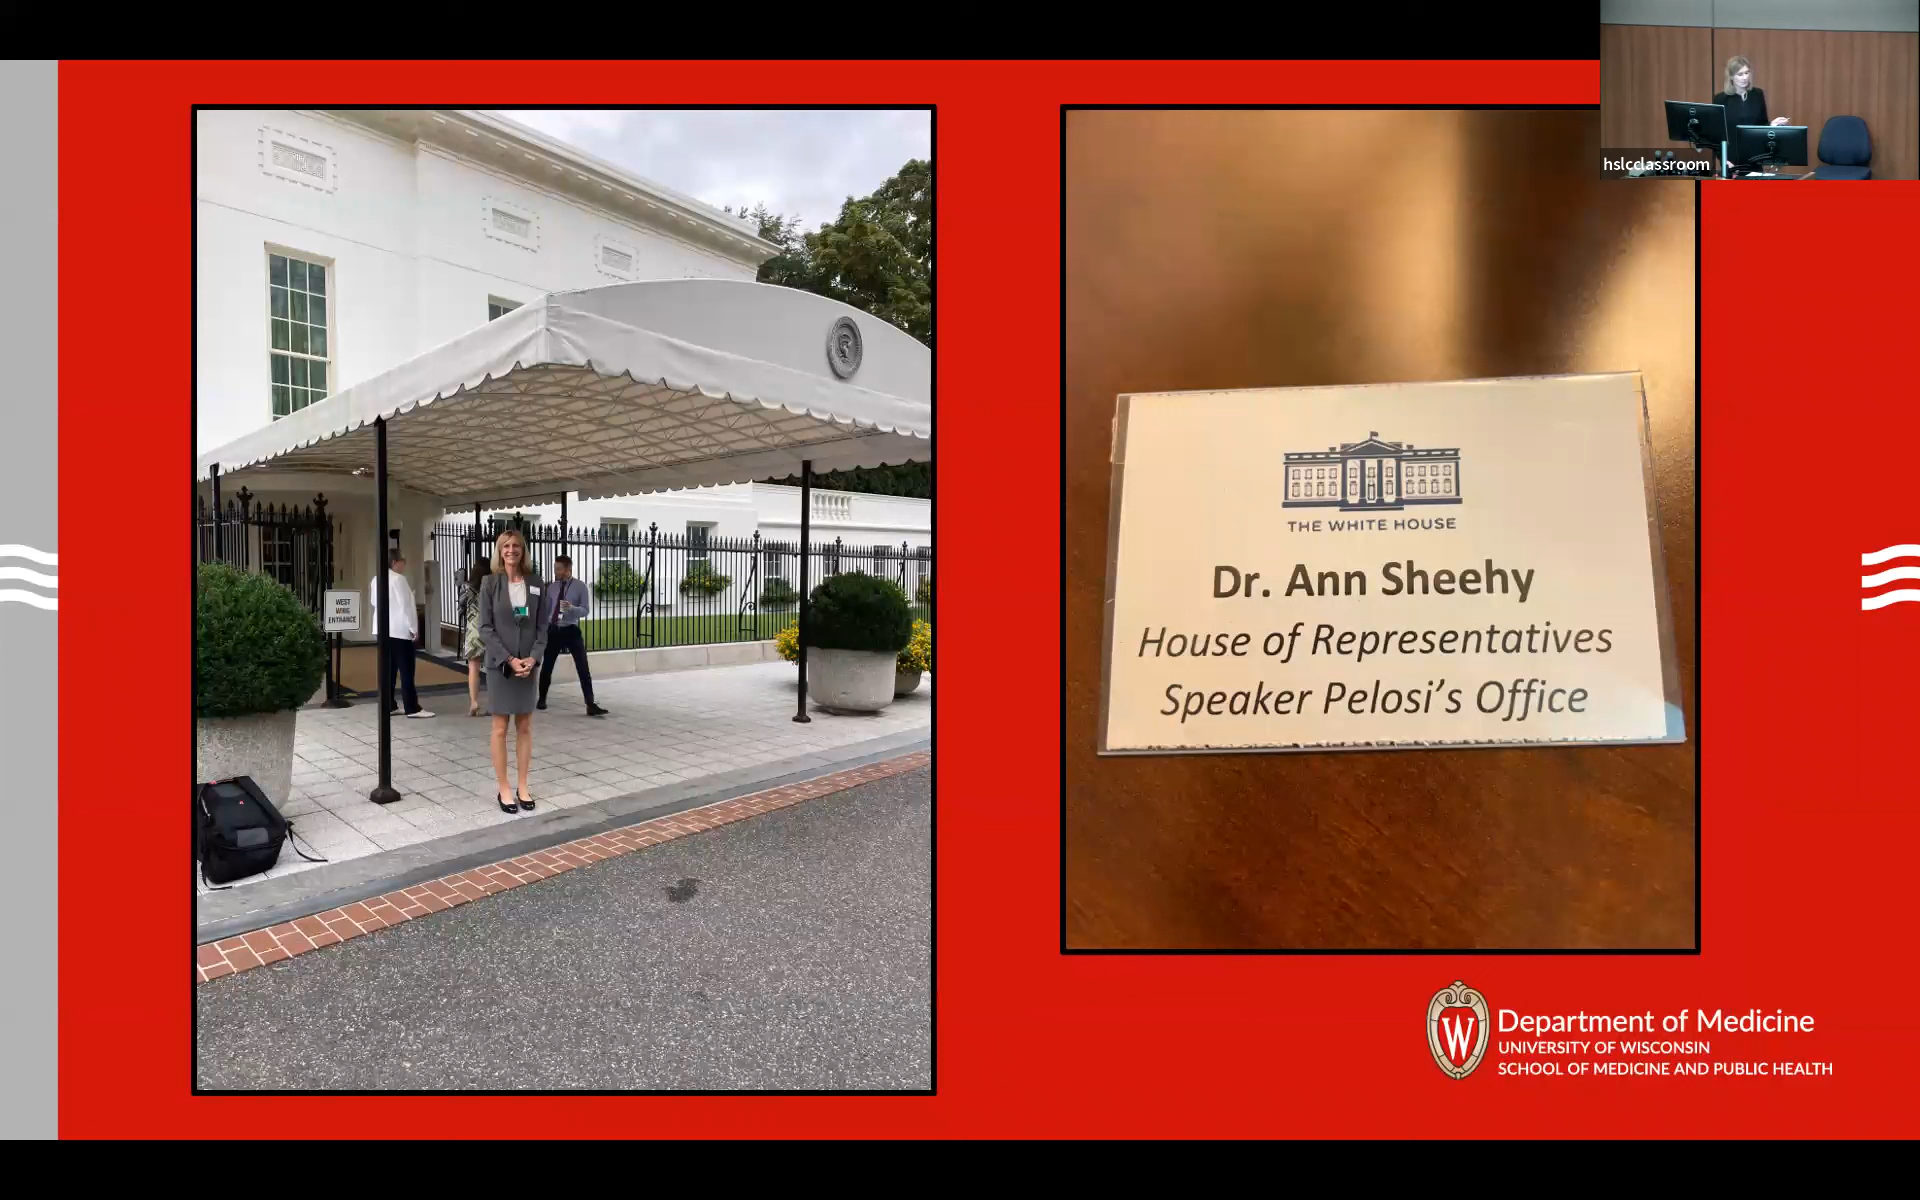 hslcclassroom
WEST
WING
ENTRANCE
THE WHITE HOUSE
Dr. Ann Sheehy
House of Representatives
Speaker Pelosi's Office
W
Department of Medicine
UNIVERSITY OF WISCONSIN
SCHOOL OF MEDICINE AND PUBLIC HEALTH